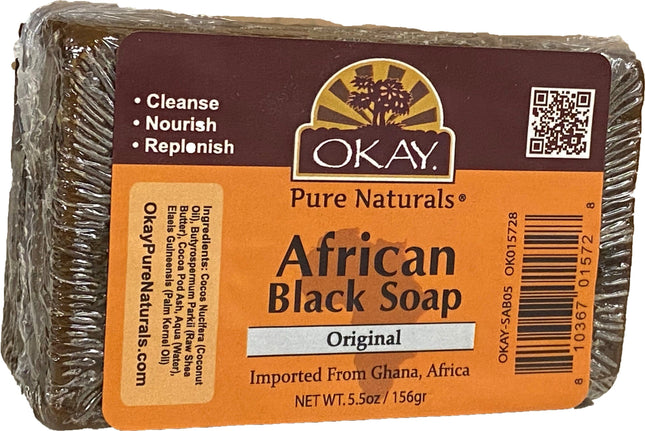 • Cleanse
• Nourish
• Replenish
OKAY.
Pure Naturals®
African
Black Soap
Original
Imported From Ghana, Africa
NET WT. 5.5oz / 156gr
Ingredients: Cocos Nucifera (Coconut
Oil), Butyrospermum Parkii (Raw Shea
Butter), Cocoa Pod Ash, Aqua (Water),
Elaeis Guineensis (Palm Kernel Oil)
OkayPureNaturals.com
OKAY-SAB05 OK015728
8 10367 01572 8